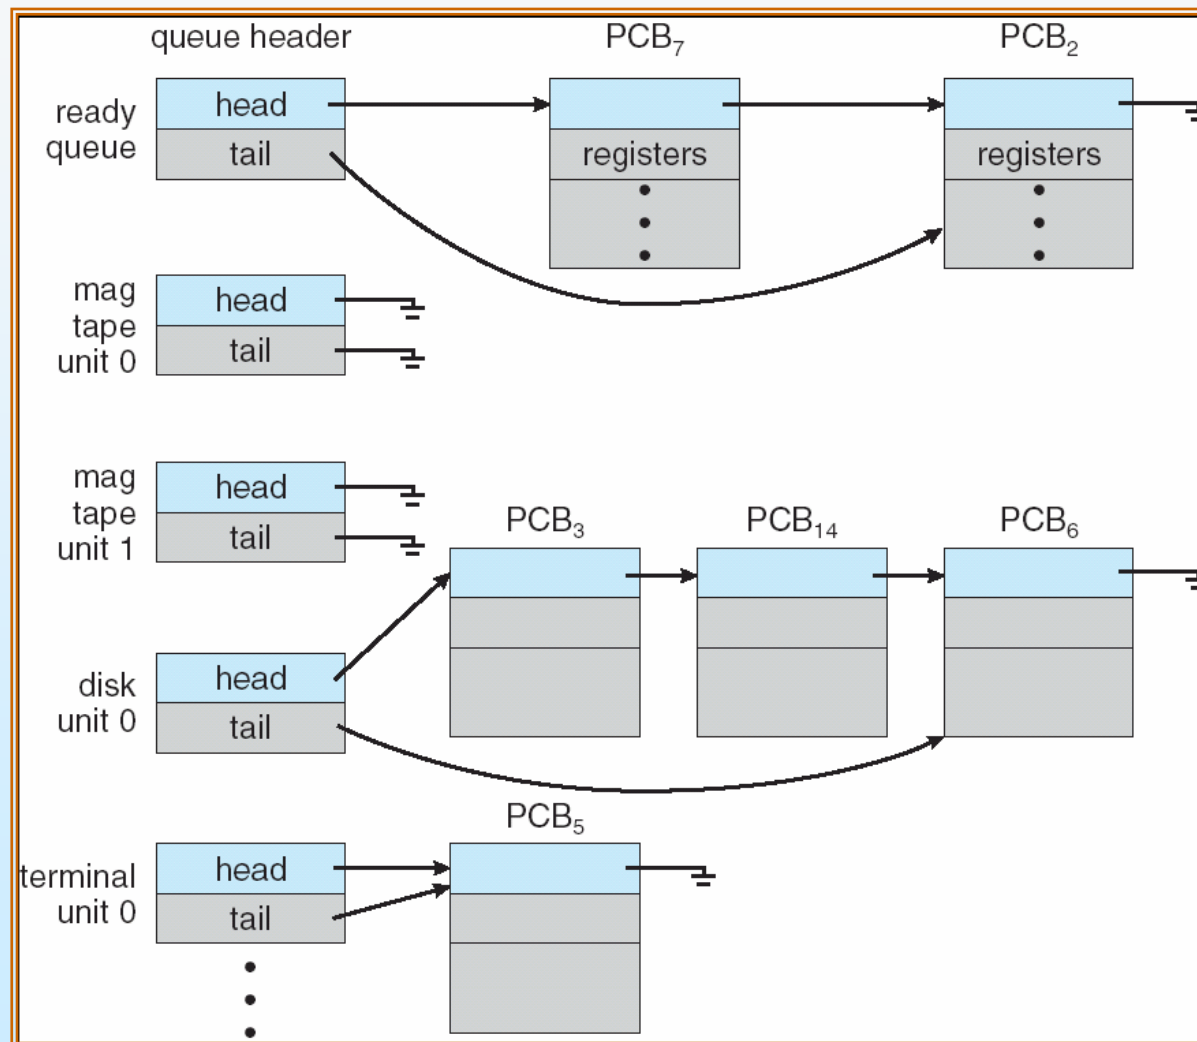 queue header
PCB7
PCB2
ready
queue
head
tail
registers
registers
mag
tape
unit 0
head
tail
mag
tape
unit 1
head
tail
PCB3
PCB14
PCB6
disk
unit 0
head
tail
PCB5
terminal
unit 0
head
tail